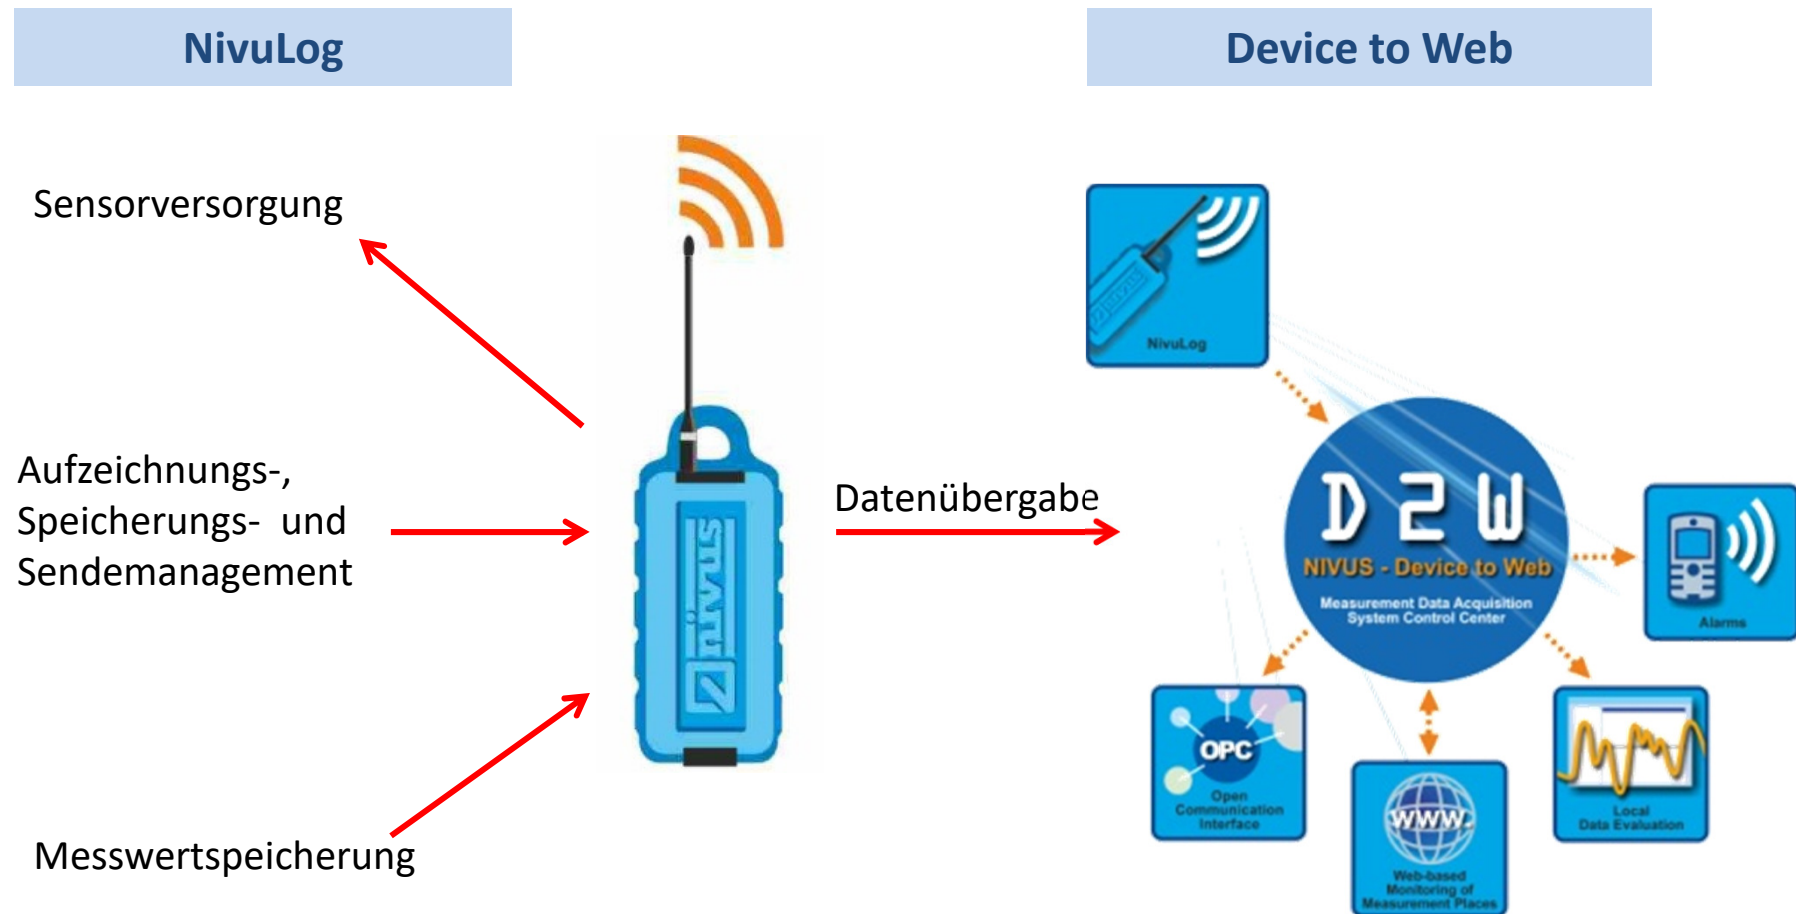 NivuLog
Device to Web
Sensorversorgung
Aufzeichnungs-,
Speicherungs- und
Sendemanagement
Messwertspeicherung
nivus
Datenübergabe
nivus
NivuLog
D2W
NIVUS - Device to Web
Measurement Data Acquisition
System Control Center
Alarms
OPC
Open
Communication
Interface
www.
Web-based
Monitoring of
Measurement Places
Local
Data Evaluation